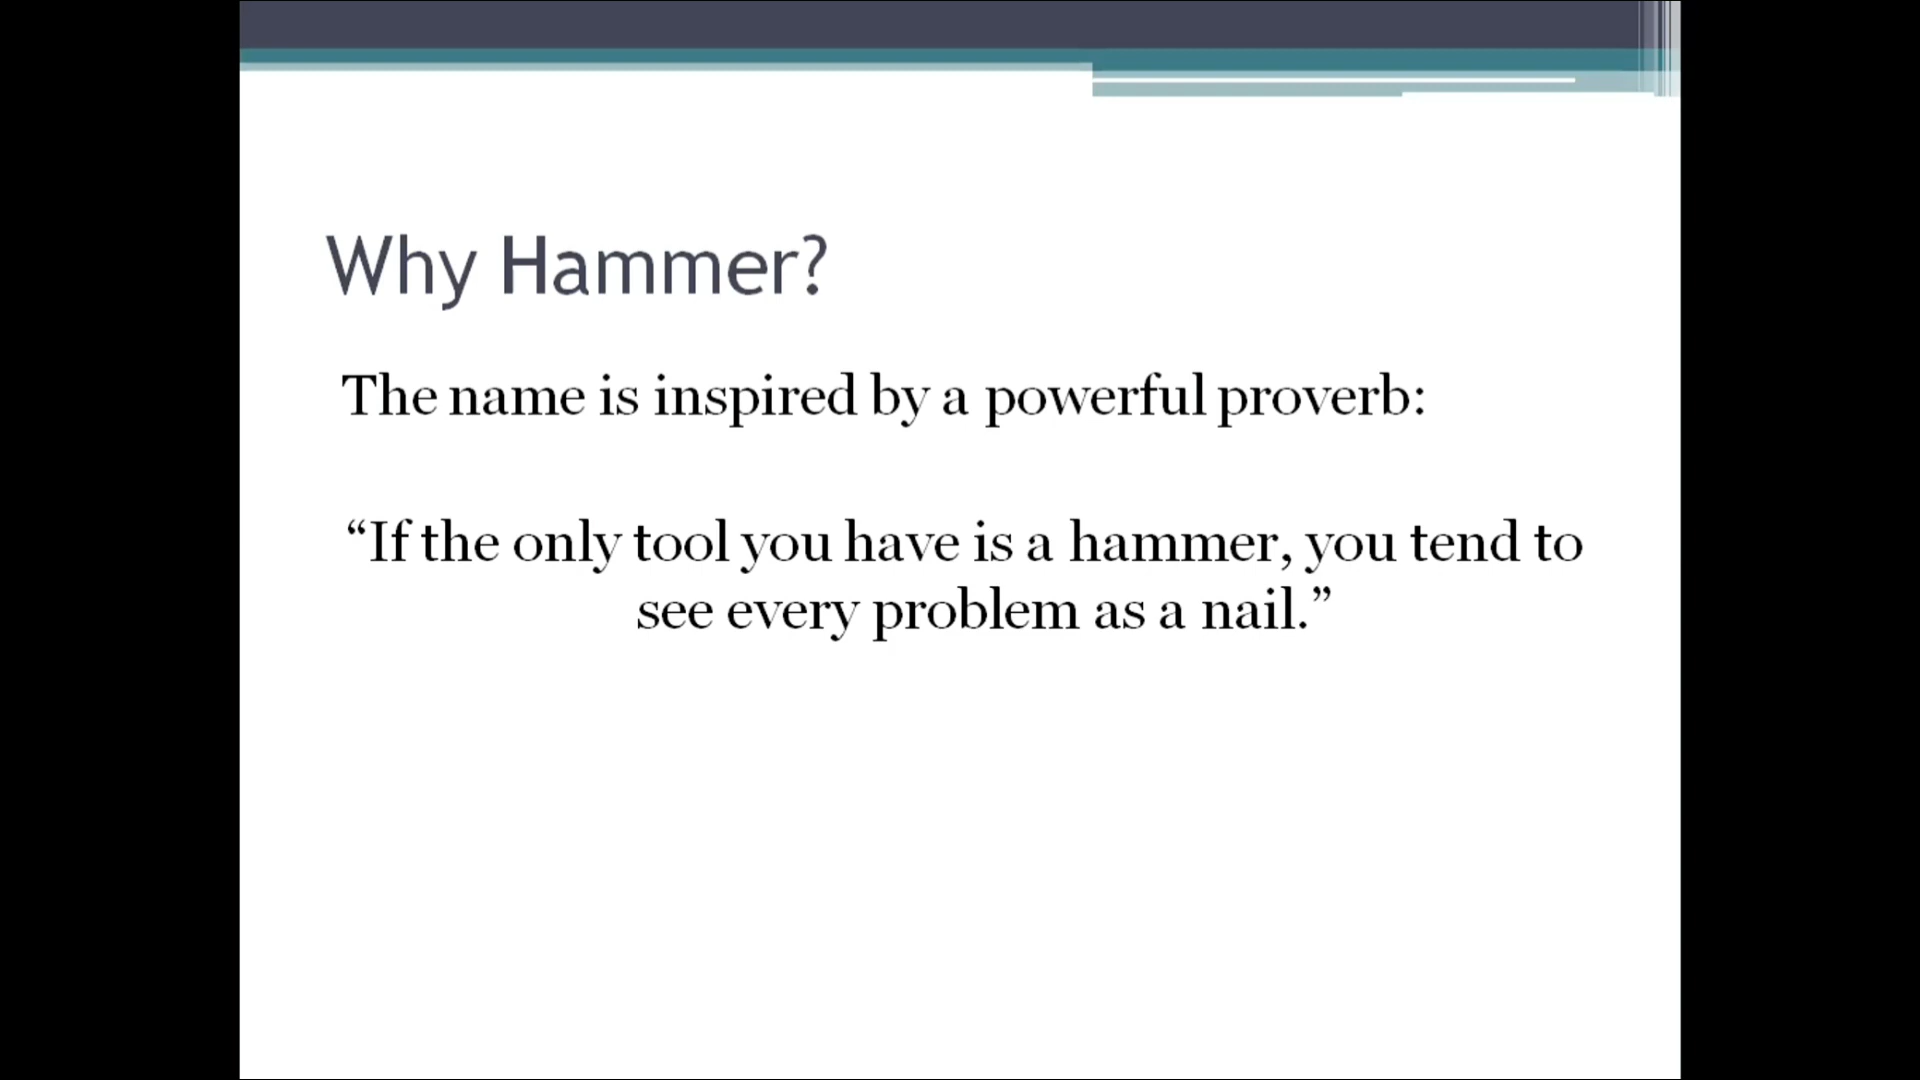 Why Hammer?
The name is inspired by a powerful proverb:
“If the only tool you have is a hammer, you tend to
see every problem as a nail.”